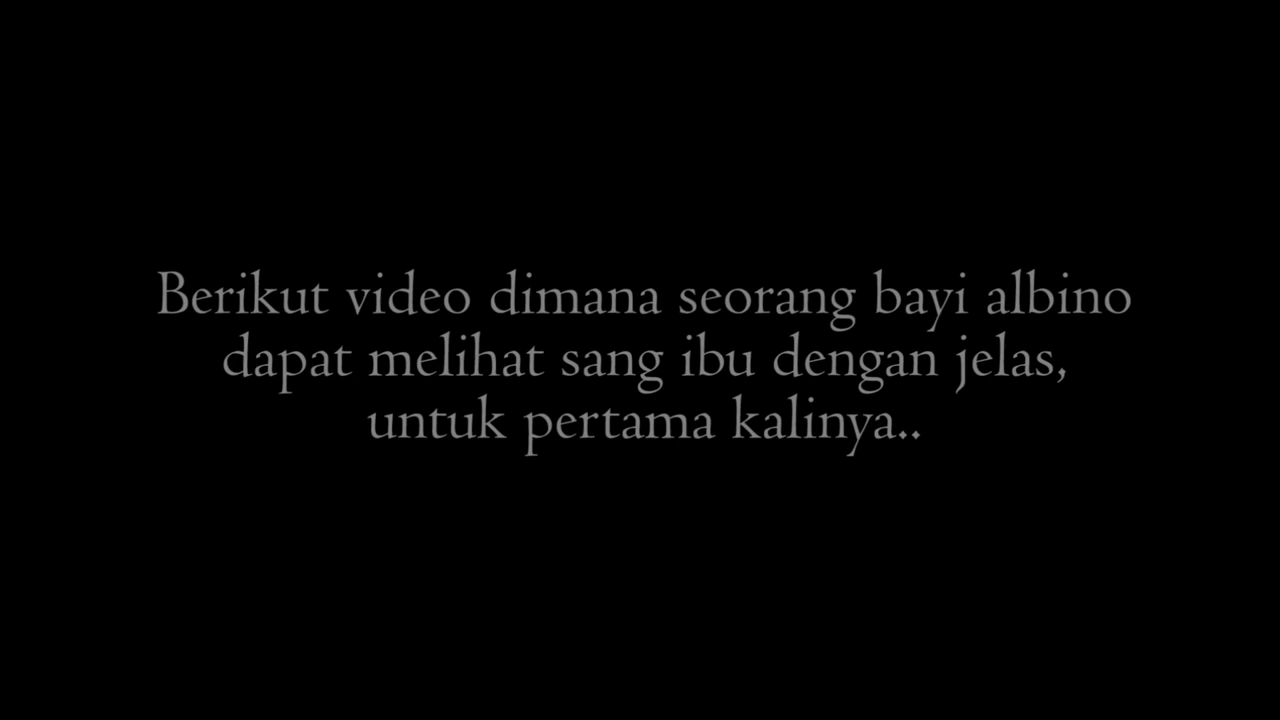 Berikut video dimana seorang bayi albino
dapat melihat sang ibu dengan jelas,
untuk pertama kalinya..